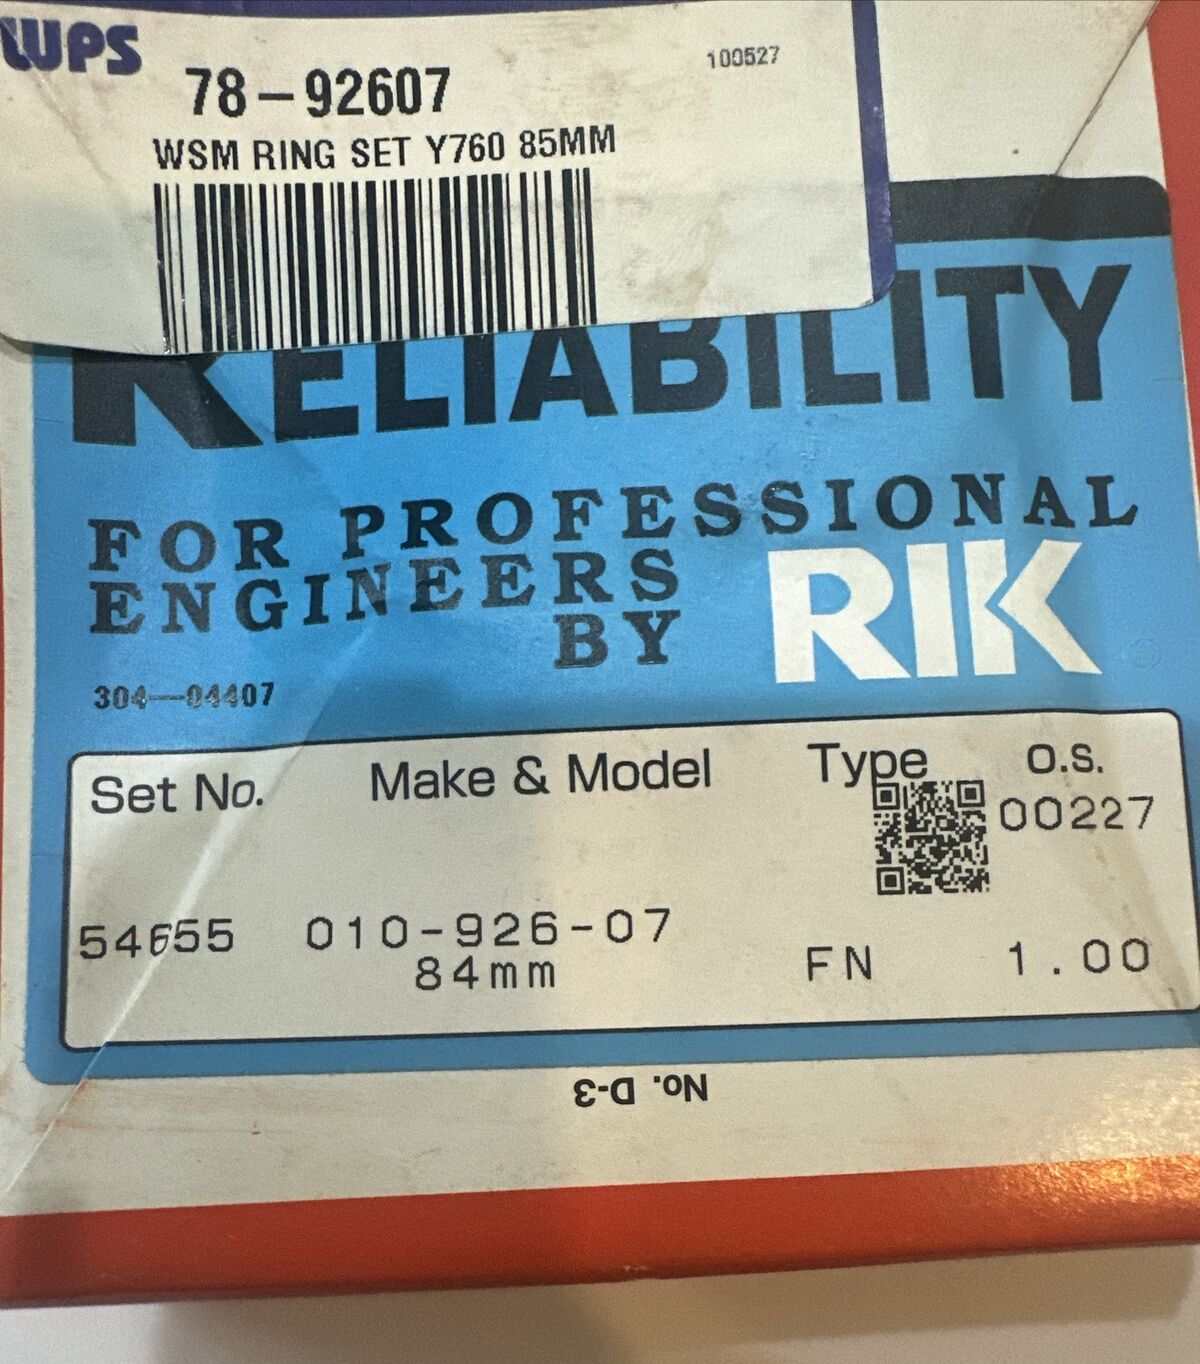 WPS
78-92607
100527
WSM RING SET Y760 85MM
RELIABILITY
FOR PROFESSIONAL
ENGINEERS
BY RIK
304-04407
Set No. Make & Model Type O.S.
00227
54655 010-926-07
84mm FN 1.00
No. D-3